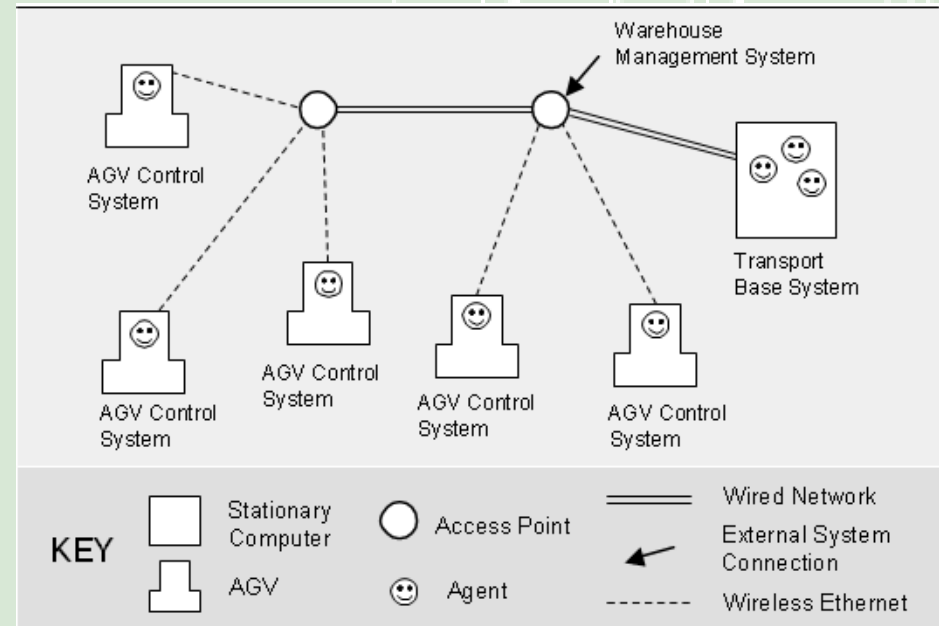 Warehouse
Management System
AGV Control
System
Transport
Base System
AGV Control
System
AGV Control
System
AGV Control
System
AGV Control
System
KEY
Stationary
Computer
AGV
Access Point
Agent
Wired Network
External System
Connection
Wireless Ethernet